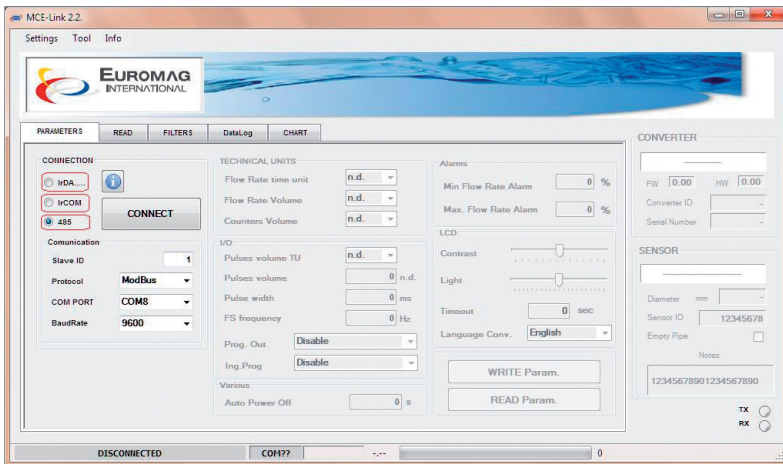 MCE-Link 2.2.
Settings Tool Info
EUROMAG
INTERNATIONAL
PARAMETERS READ FILTERS DataLog CHART
CONNECTION
IrDA.....
IrCOM
485
CONNECT
Comunication
Slave ID 1
Protocol ModBus
COM PORT COM8
BaudRate 9600
TECHNICAL UNITS
Flow Rate time unit n.d.
Flow Rate Volume n.d.
Counters Volume n.d.
I/O
Pulses volume TU n.d.
Pulses volume 0 n.d.
Pulse width 0 ms
FS frequency 0 Hz
Prog. Out Disable
Ing.Prog Disable
Various
Auto Power Off 0 s
Alarms
Min Flow Rate Alarm 0 %
Max. Flow Rate Alarm 0 %
LCD
Contrast
Light
Timeout 0 sec
Language Conv. English
WRITE Param.
READ Param.
CONVERTER
------------
FW 0.00 HW 0.00
Converter ID -
Serial Number -
SENSOR
------------------------
Diameter mm -
Sensor ID 12345678
Empty Pipe
Notes
12345678901234567890
TX
RX
DISCONNECTED COM?? -.-- 0